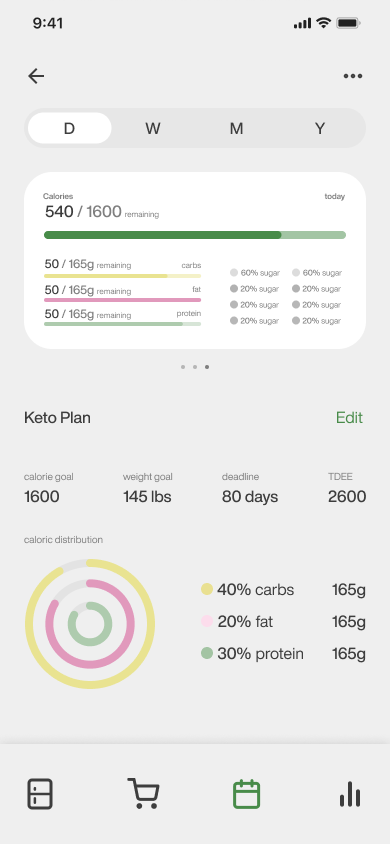 9:41
D W M Y
Calories today
540 / 1600 remaining
50 / 165g remaining carbs
50 / 165g remaining fat
50 / 165g remaining protein
60% sugar 60% sugar
20% sugar 20% sugar
20% sugar 20% sugar
20% sugar 20% sugar
Keto Plan Edit
calorie goal weight goal deadline TDEE
1600 145 lbs 80 days 2600
caloric distribution
40% carbs 165g
20% fat 165g
30% protein 165g